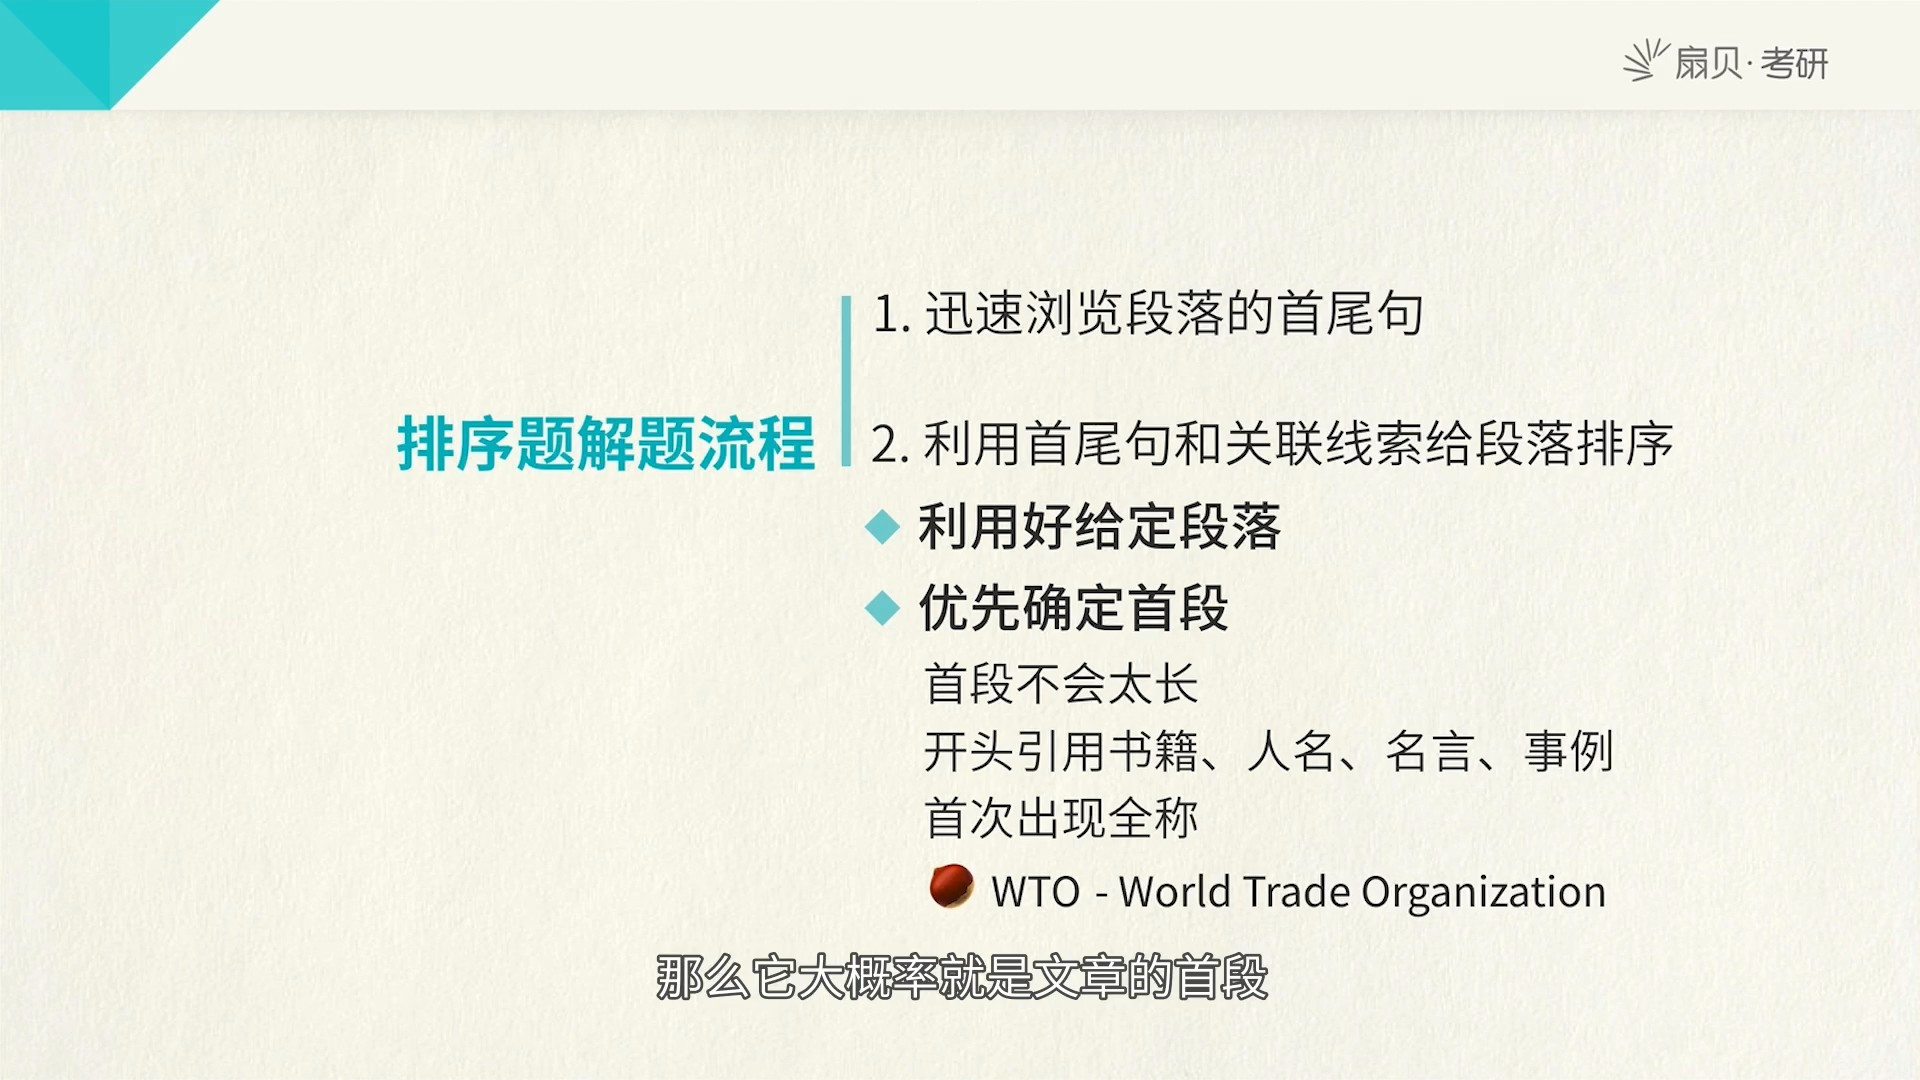 扇贝·考研
1. 迅速浏览段落的首尾句
排序题解题流程
2. 利用首尾句和关联线索给段落排序
利用好给定段落
优先确定首段
首段不会太长
开头引用书籍、人名、名言、事例
首次出现全称
WTO - World Trade Organization
那么它大概率就是文章的首段